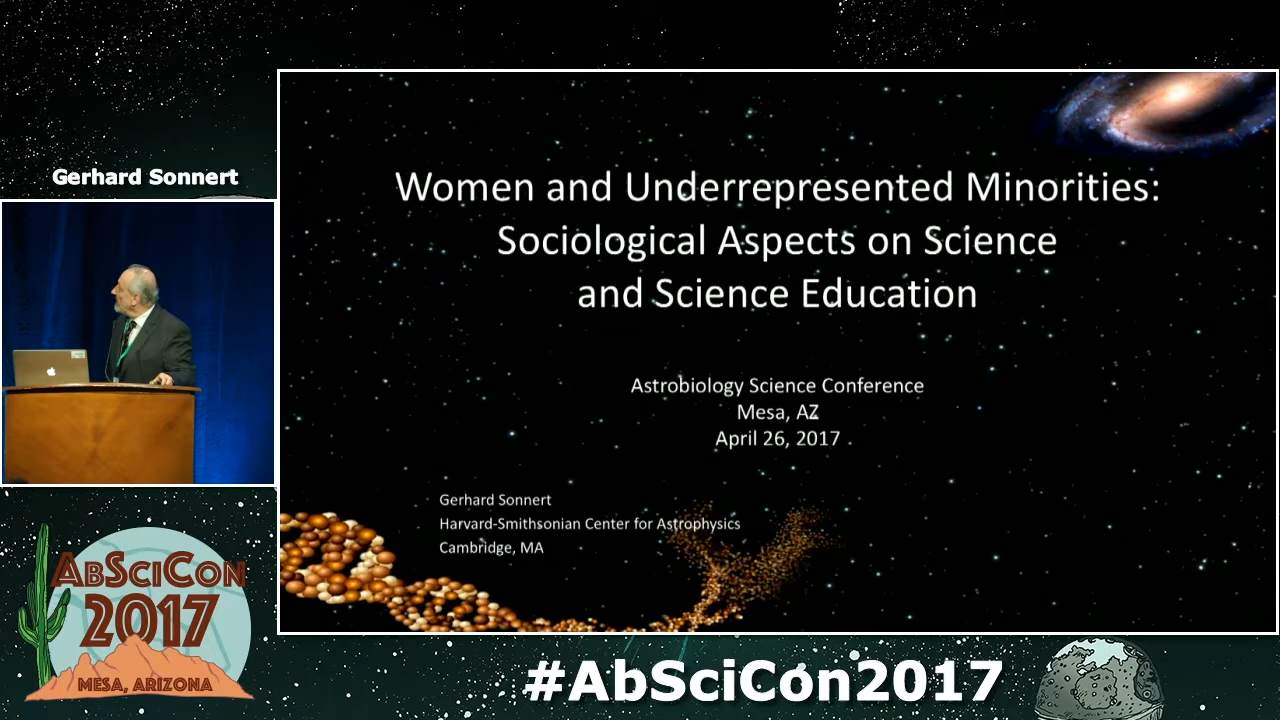 Gerhard Sonnert
Women and Underrepresented Minorities:
Sociological Aspects on Science
and Science Education
Astrobiology Science Conference
Mesa, AZ
April 26, 2017
Gerhard Sonnert
Harvard-Smithsonian Center for Astrophysics
Cambridge, MA
ABSCICON
2017
MESA, ARIZONA
#AbSciCon2017